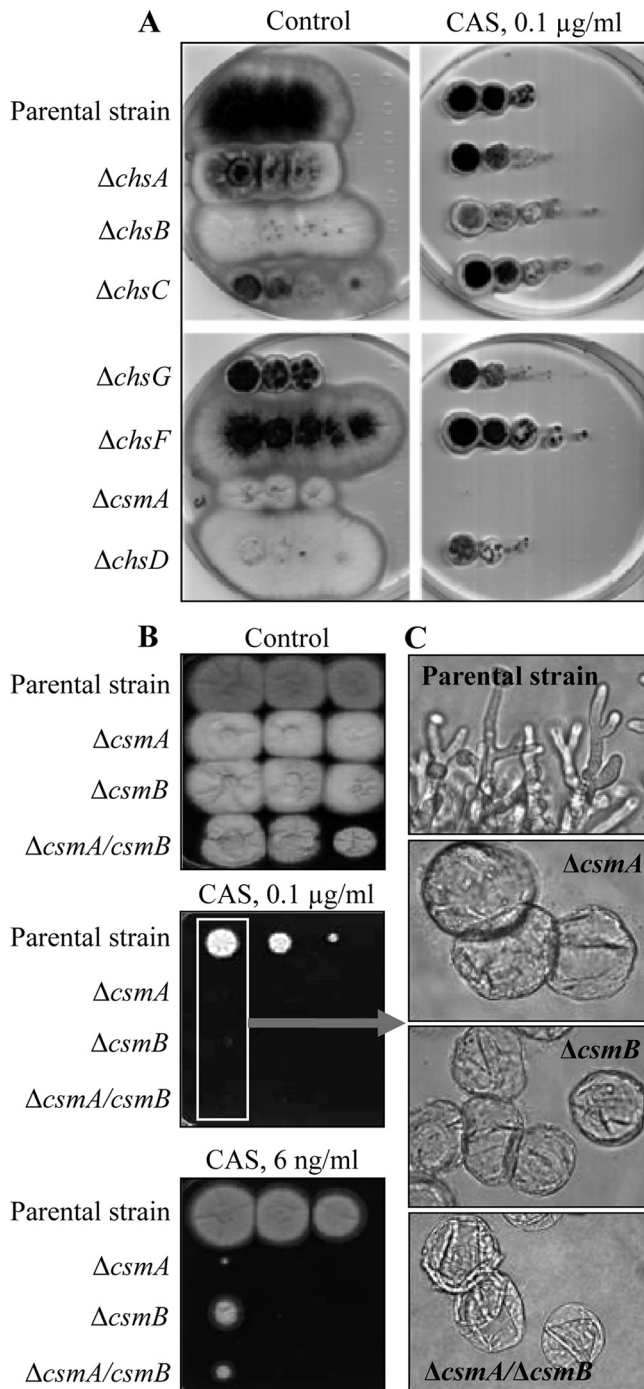 A
Control
CAS, 0.1 µg/ml
Parental strain
ΔchsA
ΔchsB
ΔchsC
ΔchsG
ΔchsF
ΔcsmA
ΔchsD
B
Control
Parental strain
ΔcsmA
ΔcsmB
ΔcsmA/csmB
CAS, 0.1 µg/ml
Parental strain
ΔcsmA
ΔcsmB
ΔcsmA/csmB
CAS, 6 ng/ml
Parental strain
ΔcsmA
ΔcsmB
ΔcsmA/csmB
C
Parental strain
ΔcsmA
ΔcsmB
ΔcsmA/ΔcsmB